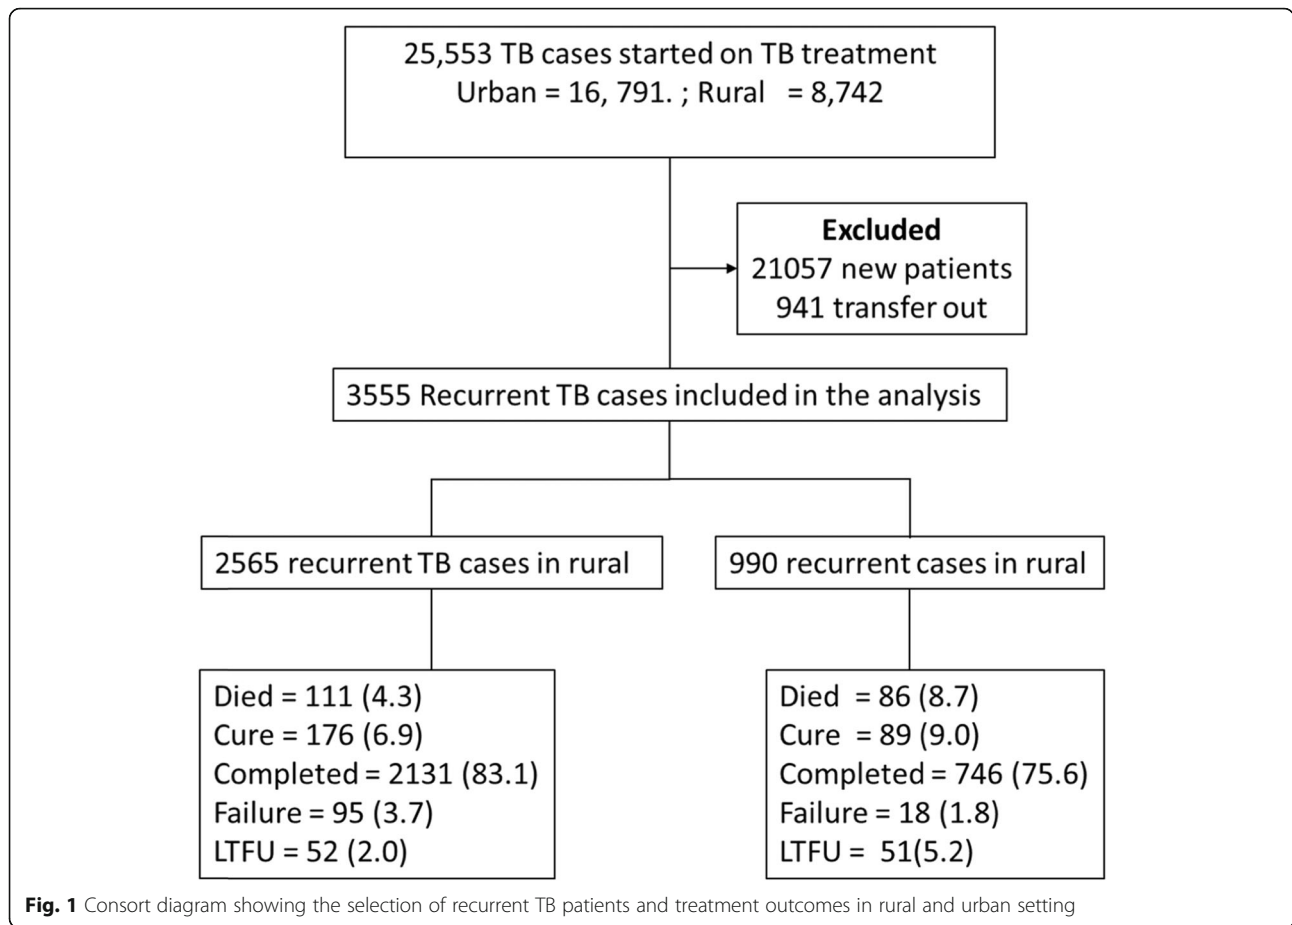 25,553 TB cases started on TB treatment
Urban = 16, 791. ; Rural = 8,742
Excluded
21057 new patients
941 transfer out
3555 Recurrent TB cases included in the analysis
2565 recurrent TB cases in rural
990 recurrent cases in rural
Died = 111 (4.3)
Cure = 176 (6.9)
Completed = 2131 (83.1)
Failure = 95 (3.7)
LTFU = 52 (2.0)
Died = 86 (8.7)
Cure = 89 (9.0)
Completed = 746 (75.6)
Failure = 18 (1.8)
LTFU = 51(5.2)
Fig. 1 Consort diagram showing the selection of recurrent TB patients and treatment outcomes in rural and urban setting